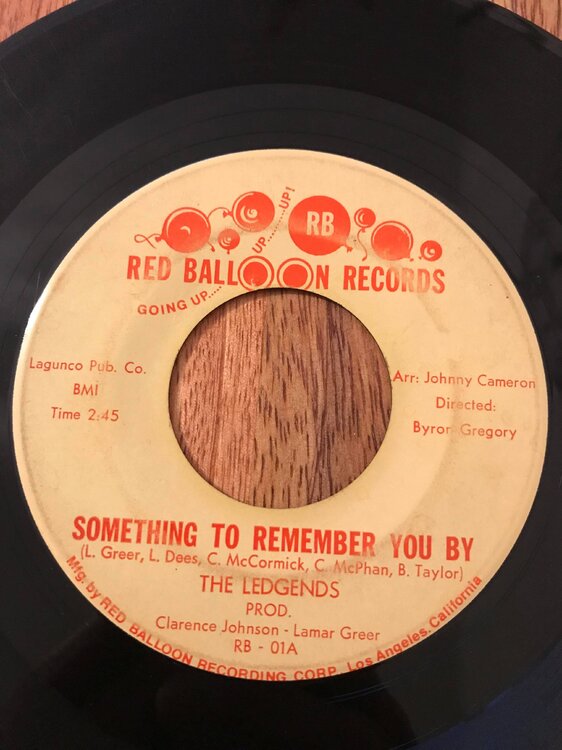 RB
RED BALLOON RECORDS
GOING UP..... UP........UP!
Lagunco Pub. Co.
BMI
Time 2:45
Arr: Johnny Cameron
Directed:
Byron Gregory
SOMETHING TO REMEMBER YOU BY
(L. Greer, L. Dees, C. McCormick, C. McPhan, B. Taylor)
THE LEDGENDS
PROD.
Clarence Johnson - Lamar Greer
RB - 01A
Mfg. by RED BALLOON RECORDING CORP. Los Angeles, California